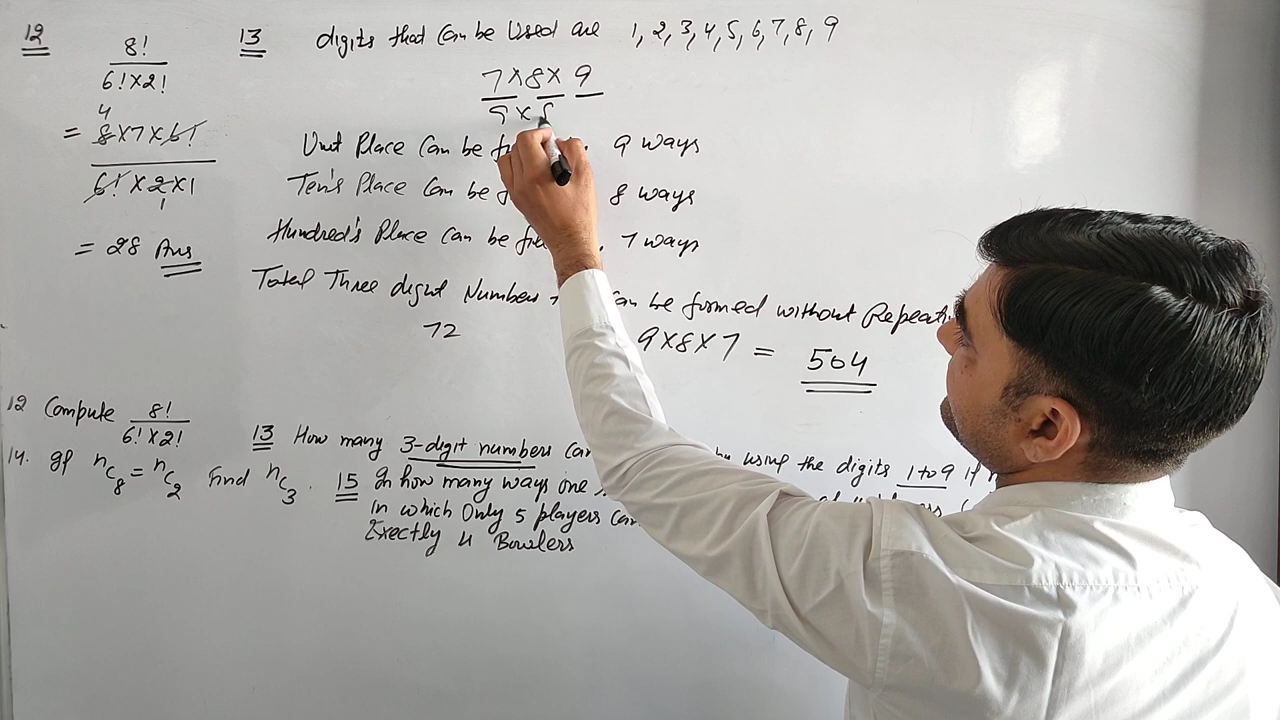 12
8!
6!×2!
4
= 8×7×6!
6!×2×1
1
= 28 Ans
13 digits that Can be Used are 1, 2, 3, 4, 5, 6, 7, 8, 9
7×8×9
9×
Unit Place Can be 9 ways
Ten's Place Can be 8 ways
Hundred's Place Can be 7 ways
Total Three digit Numbers Can be formed without
72
9×8×7 = 504
12 Compute 8!
6!×2!
13 How many 3-digit numbers can using the digits 1 to 9 if
14. If nC8 = nC2 Find nC3.
15 In how many ways one
in which Only 5 players Can
Exectly 4 Bowlers